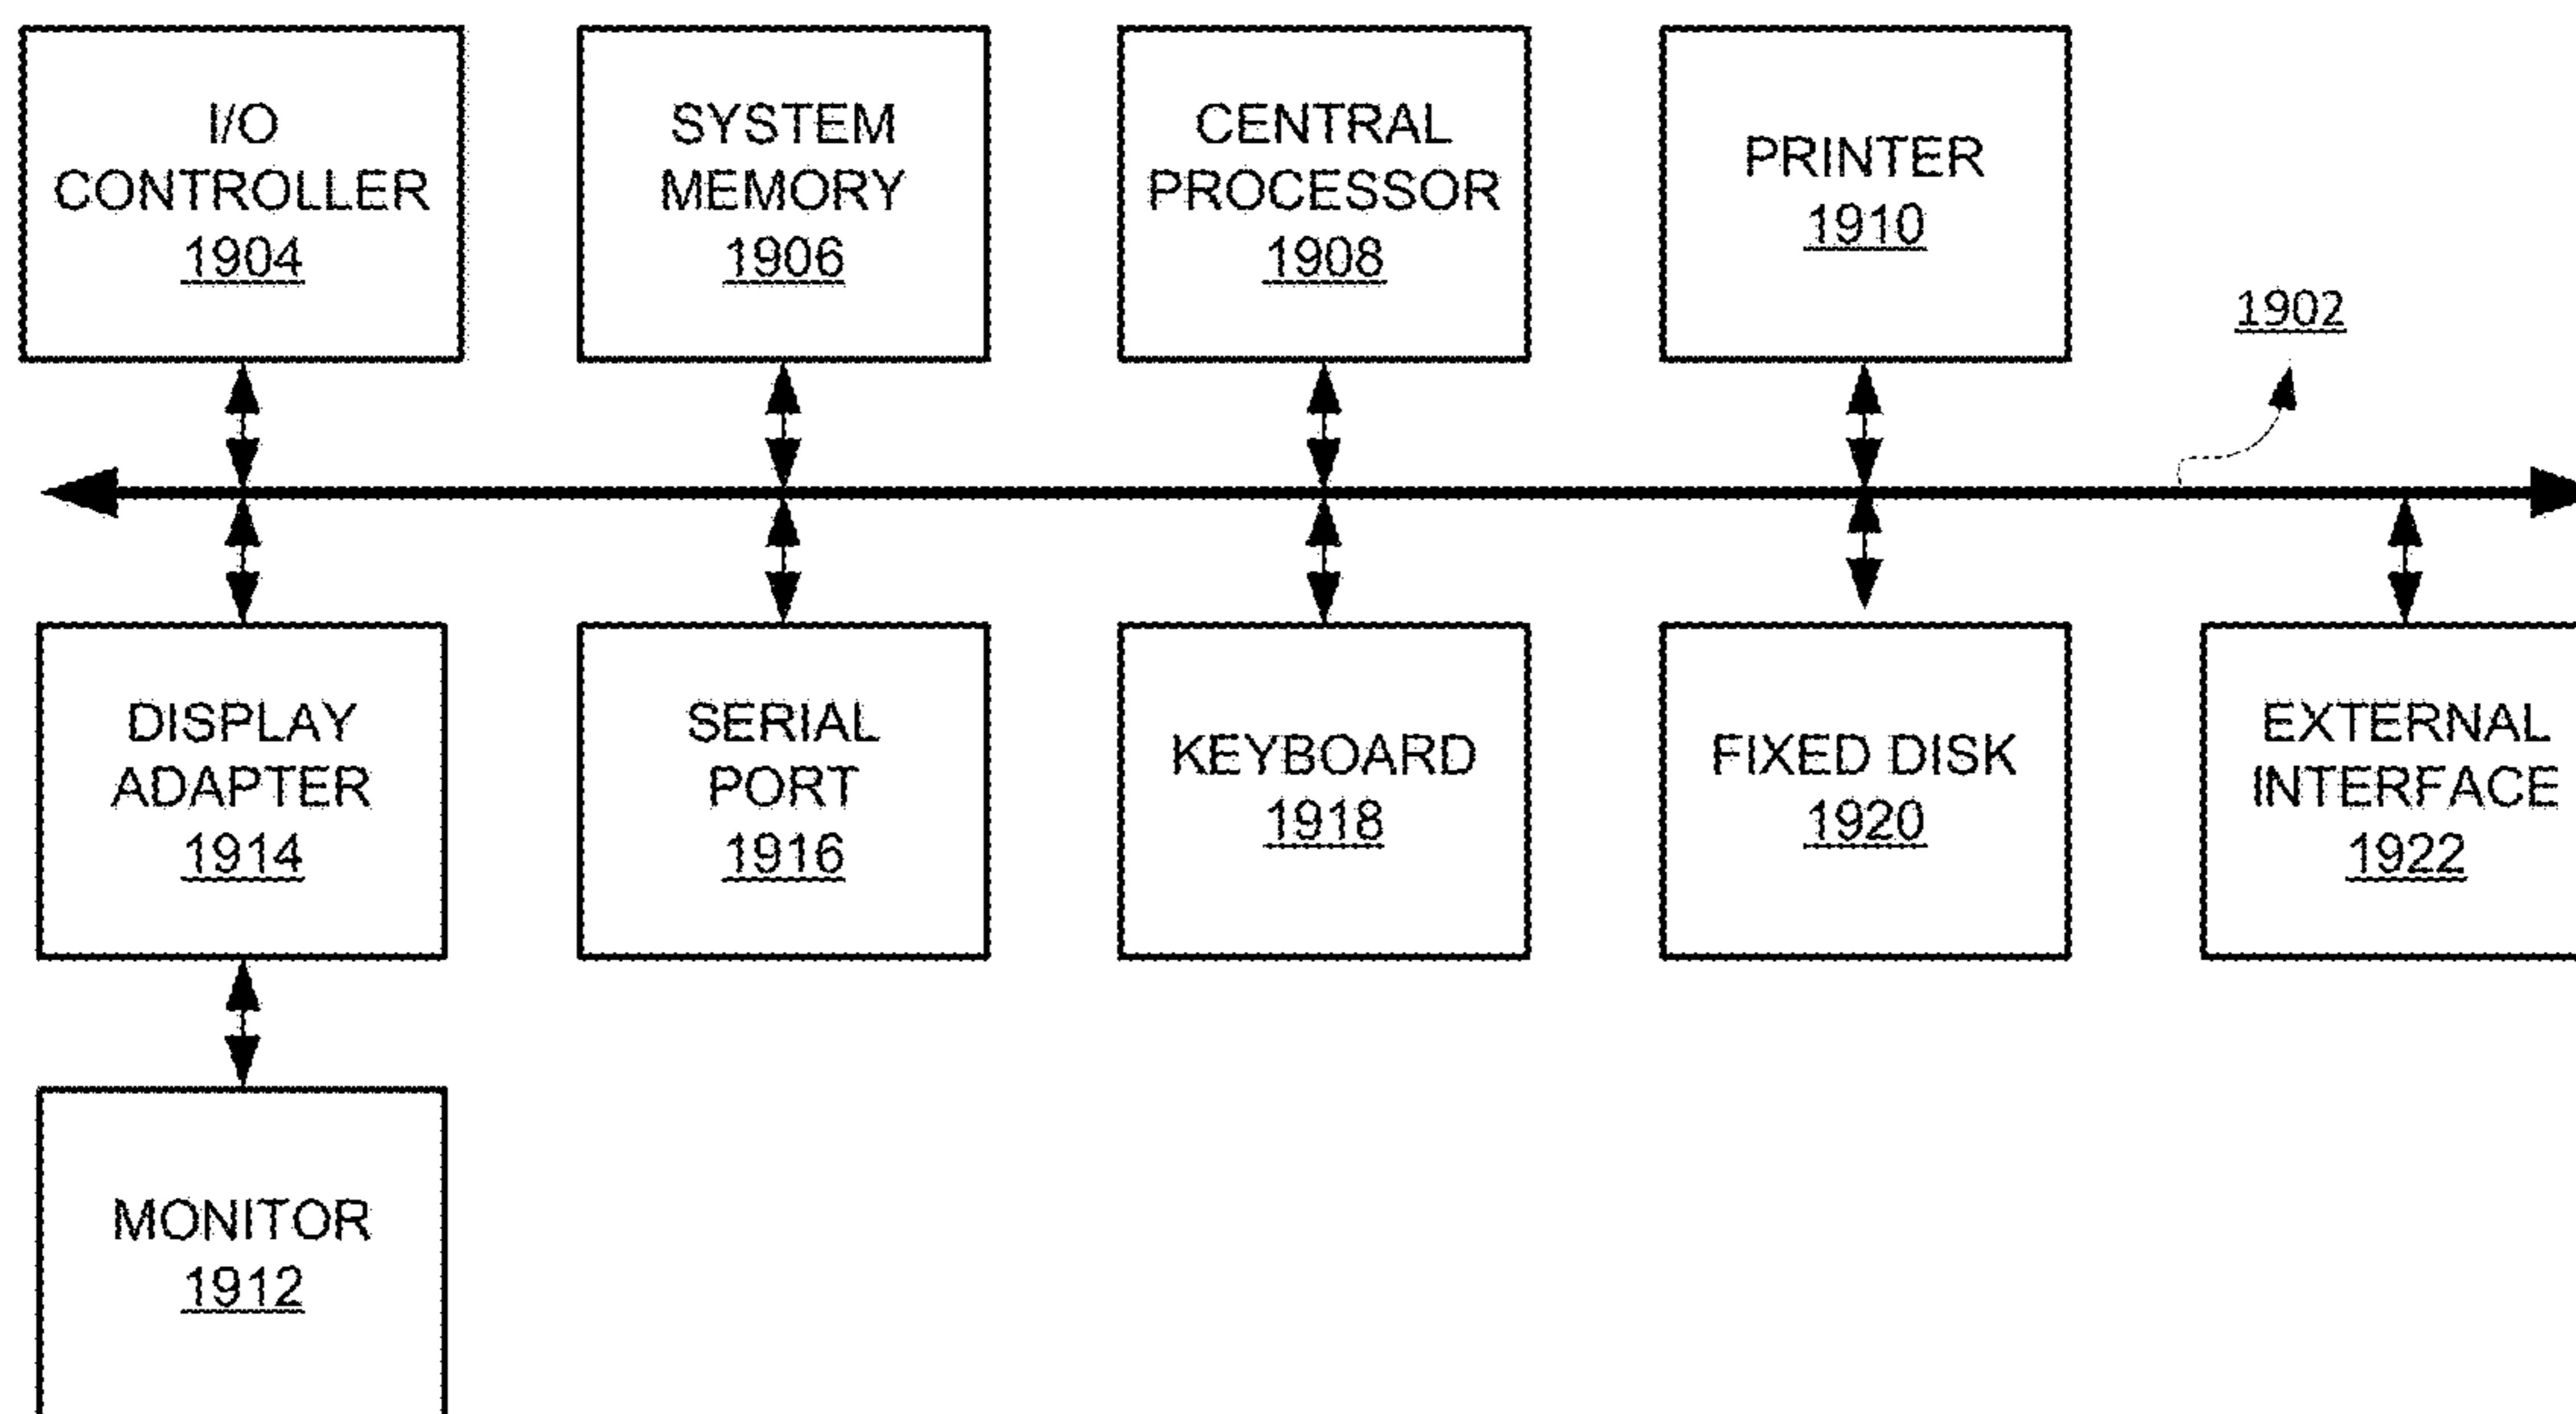 I/O
CONTROLLER
1904
SYSTEM
MEMORY
1906
CENTRAL
PROCESSOR
1908
PRINTER
1910
1902
DISPLAY
ADAPTER
1914
SERIAL
PORT
1916
KEYBOARD
1918
FIXED DISK
1920
EXTERNAL
INTERFACE
1922
MONITOR
1912